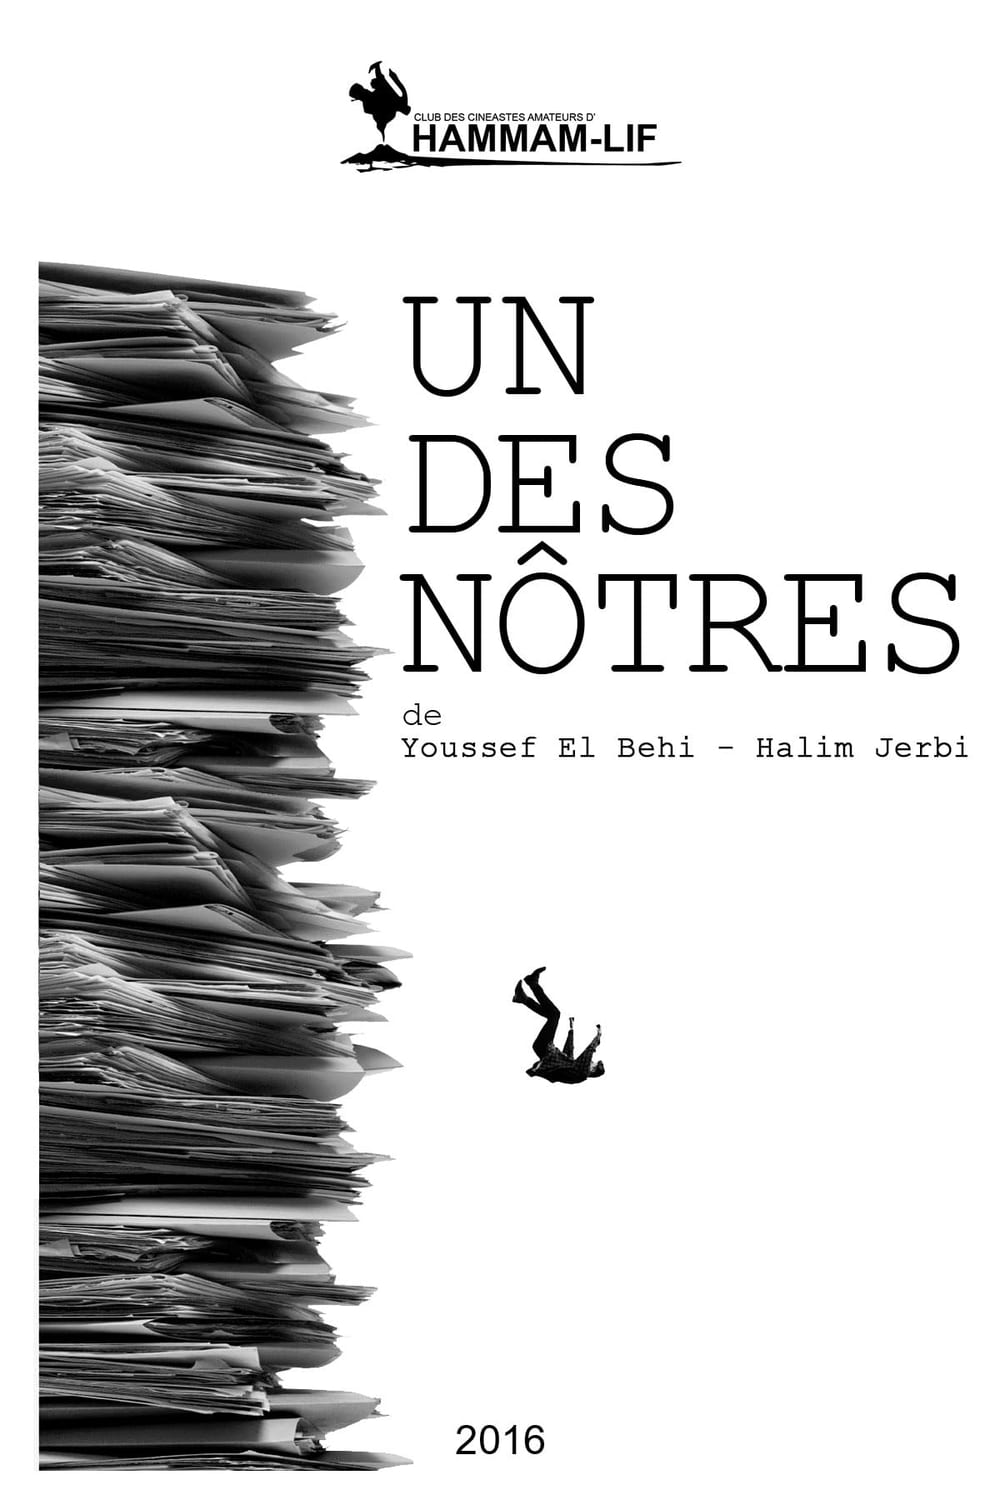 CLUB DES CINEASTES AMATEURS D'
HAMMAM-LIF
UN
DES
NÔTRES
de
Youssef El Behi - Halim Jerbi
2016